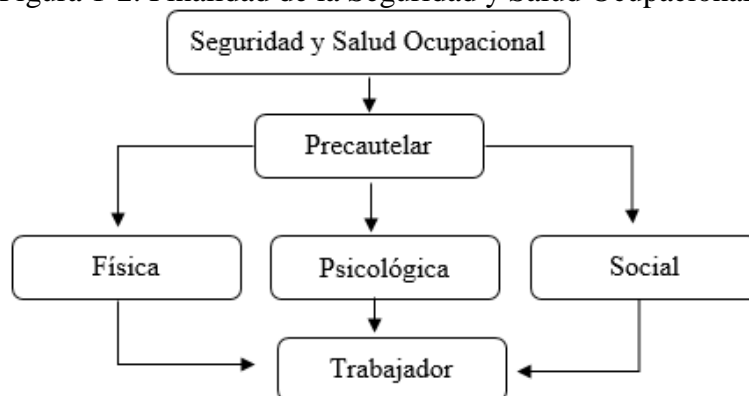 Figura 1-2. Finalidad de la Seguridad y Salud Ocupacional
Seguridad y Salud Ocupacional
Precautelar
Física
Psicológica
Social
Trabajador